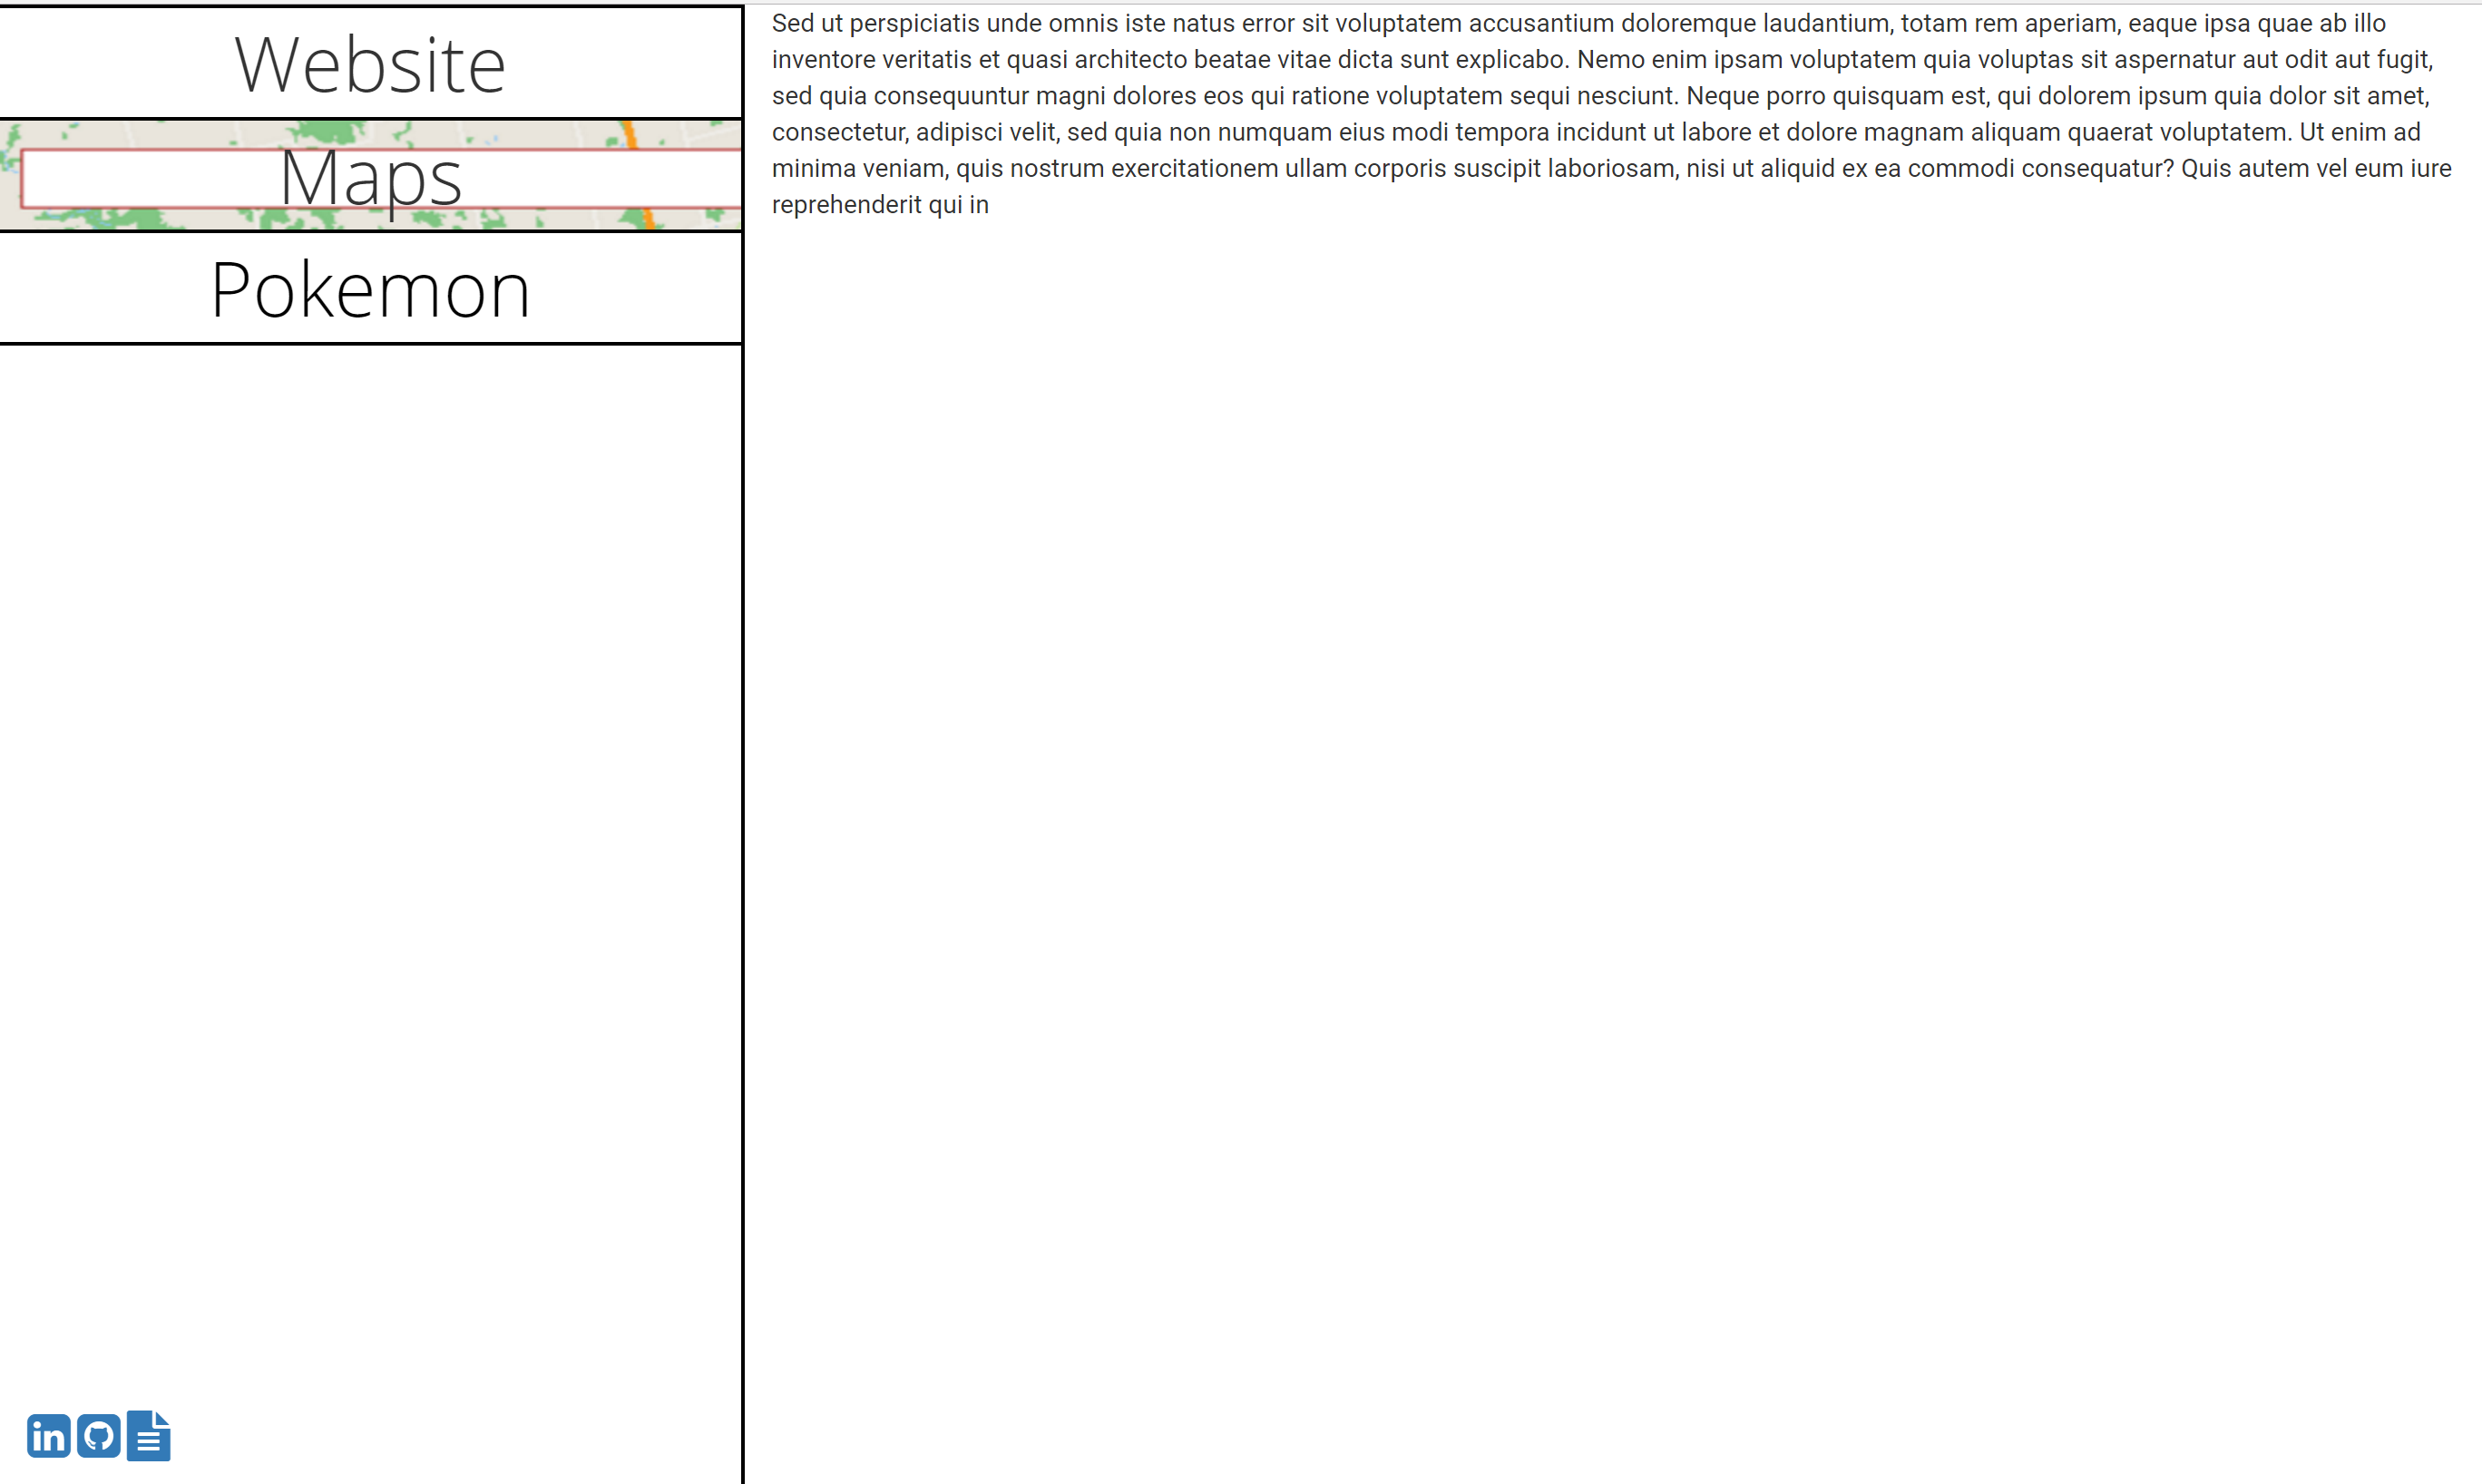 Website
Maps
Pokemon
Sed ut perspiciatis unde omnis iste natus error sit voluptatem accusantium doloremque laudantium, totam rem aperiam, eaque ipsa quae ab illo
inventore veritatis et quasi architecto beatae vitae dicta sunt explicabo. Nemo enim ipsam voluptatem quia voluptas sit aspernatur aut odit aut fugit,
sed quia consequuntur magni dolores eos qui ratione voluptatem sequi nesciunt. Neque porro quisquam est, qui dolorem ipsum quia dolor sit amet,
consectetur, adipisci velit, sed quia non numquam eius modi tempora incidunt ut labore et dolore magnam aliquam quaerat voluptatem. Ut enim ad
minima veniam, quis nostrum exercitationem ullam corporis suscipit laboriosam, nisi ut aliquid ex ea commodi consequatur? Quis autem vel eum iure
reprehenderit qui in
in